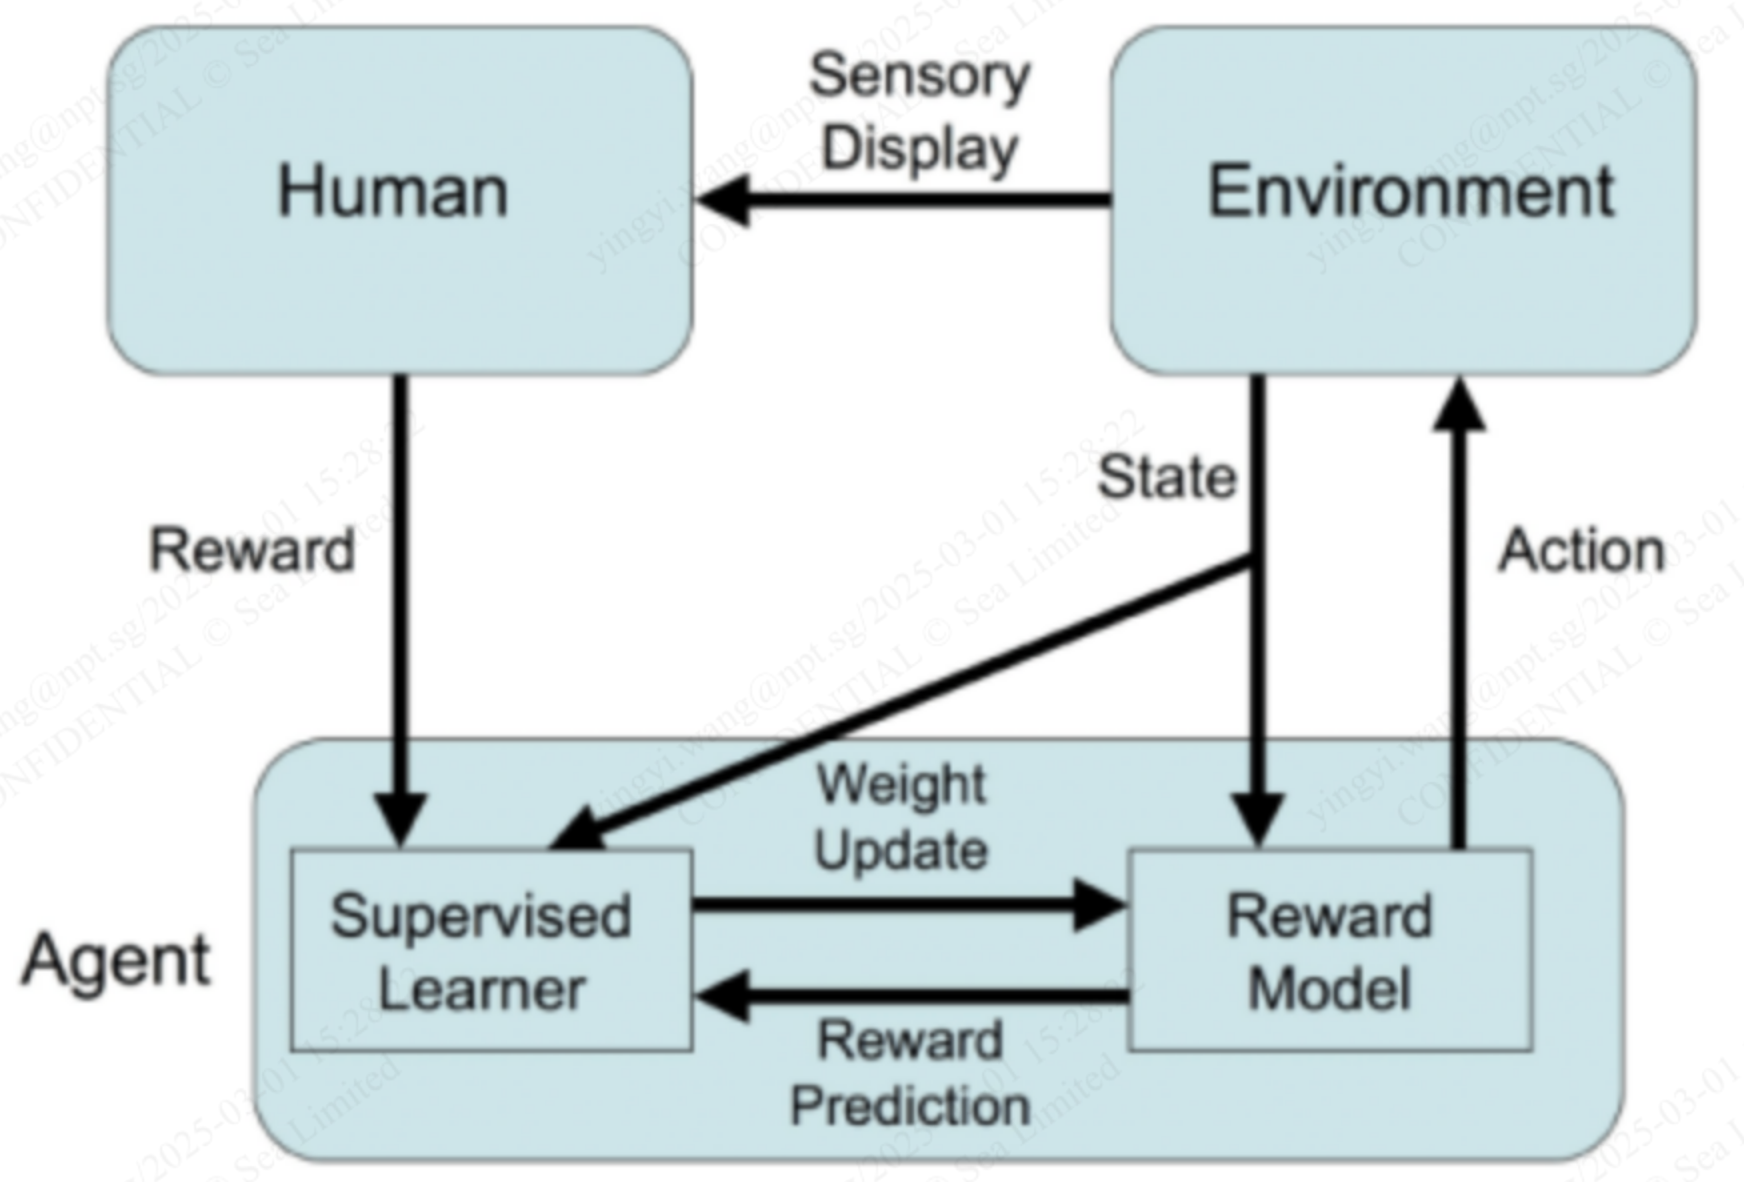 Human
Sensory
Display
Environment
Reward
State
Action
Agent
Supervised
Learner
Weight
Update
Reward
Prediction
Reward
Model
yingyi.wang@npt.sg/2025-03-01 15:28:22
CONFIDENTIAL © Sea Limited